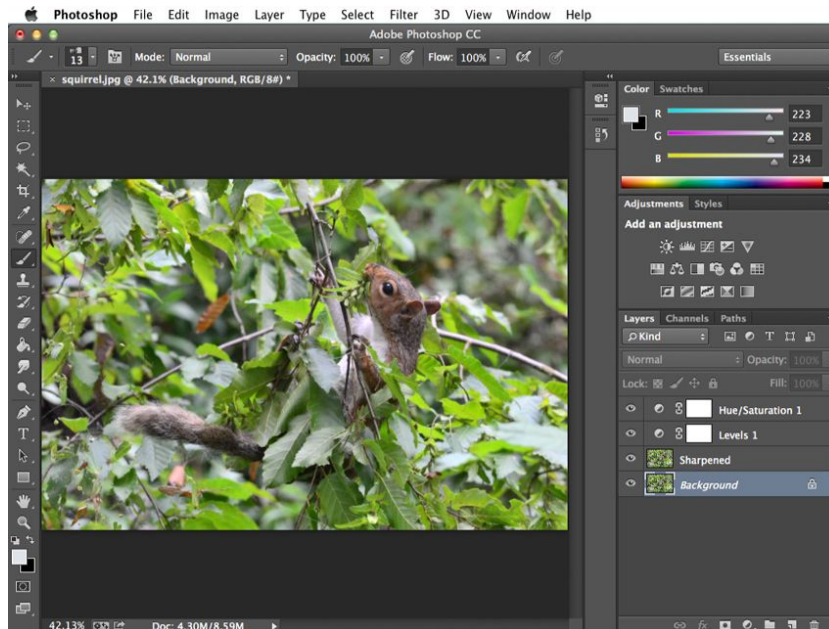 Photoshop File Edit Image Layer Type Select Filter 3D View Window Help
Adobe Photoshop CC
13 Mode: Normal Opacity: 100% Flow: 100% Essentials
× squirrel.jpg @ 42.1% (Background, RGB/8#) *
Color Swatches
R 223
G 228
B 234
Adjustments Styles
Add an adjustment
Layers Channels Paths
Kind T
Normal Opacity: 100%
Lock: Fill: 100%
Hue/Saturation 1
Levels 1
Sharpened
Background
T
42.13% Doc: 4.30M/8.59M
fx